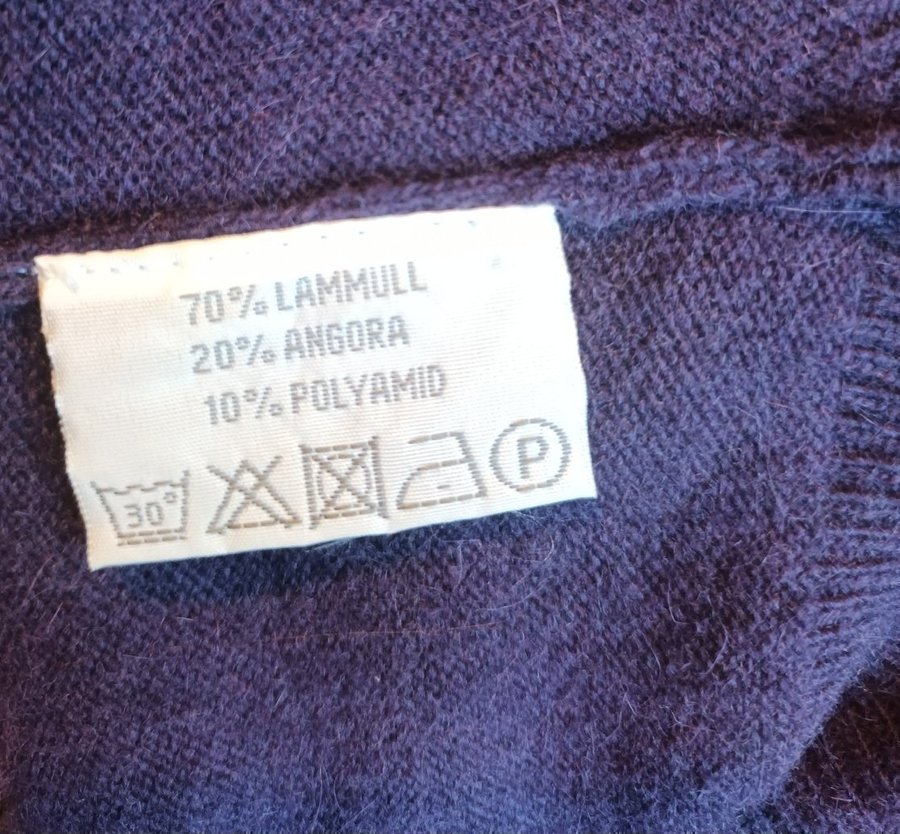 70% LAMMULL
20% ANGORA
10% POLYAMID
30° P